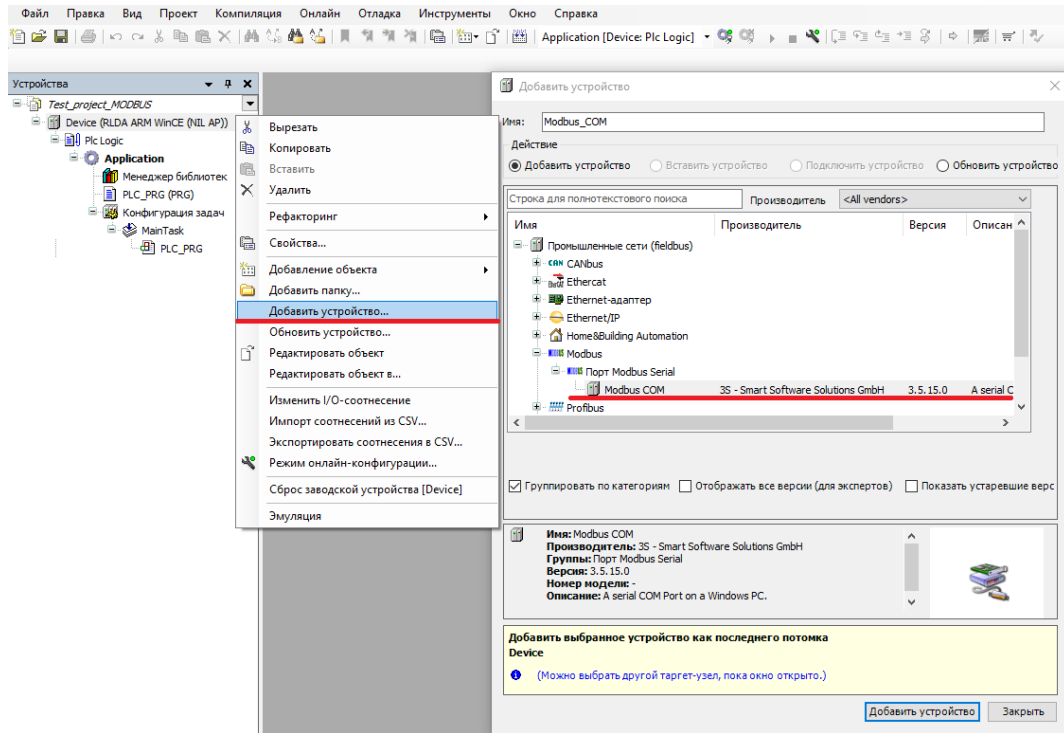 Файл Правка Вид Проект Компиляция Онлайн Отладка Инструменты Окно Справка
Application [Device: Plc Logic]
Устройства
Test_project_MODBUS
Device (RLDA ARM WinCE (NIL AP))
Plc Logic
Application
Менеджер библиотек
PLC_PRG (PRG)
Конфигурация задач
MainTask
PLC_PRG
Вырезать
Копировать
Вставить
Удалить
Рефакторинг
Свойства...
Добавление объекта
Добавить папку...
Добавить устройство...
Обновить устройство...
Редактировать объект
Редактировать объект в...
Изменить I/O-соотнесение
Импорт соотнесений из CSV...
Экспортировать соотнесения в CSV...
Режим онлайн-конфигурации...
Сброс заводской устройства [Device]
Эмуляция
Добавить устройство
Имя: Modbus_COM
Действие
Добавить устройство Вставить устройство Подключить устройство Обновить устройство
Строка для полнотекстового поиска Производитель <All vendors>
Имя Производитель Версия Описан
Промышленные сети (fieldbus)
CAN CANbus
EtherCAT Ethercat
Ethernet-адаптер
Ethernet/IP
Home&Building Automation
Modbus
Порт Modbus Serial
Modbus COM 3S - Smart Software Solutions GmbH 3.5.15.0 A serial C
Profibus
Группировать по категориям Отображать все версии (для экспертов) Показать устаревшие верс
Имя: Modbus COM
Производитель: 3S - Smart Software Solutions GmbH
Группы: Порт Modbus Serial
Версия: 3.5.15.0
Номер модели: -
Описание: A serial COM Port on a Windows PC.
Добавить выбранное устройство как последнего потомка
Device
(Можно выбрать другой таргет-узел, пока окно открыто.)
Добавить устройство Закрыть